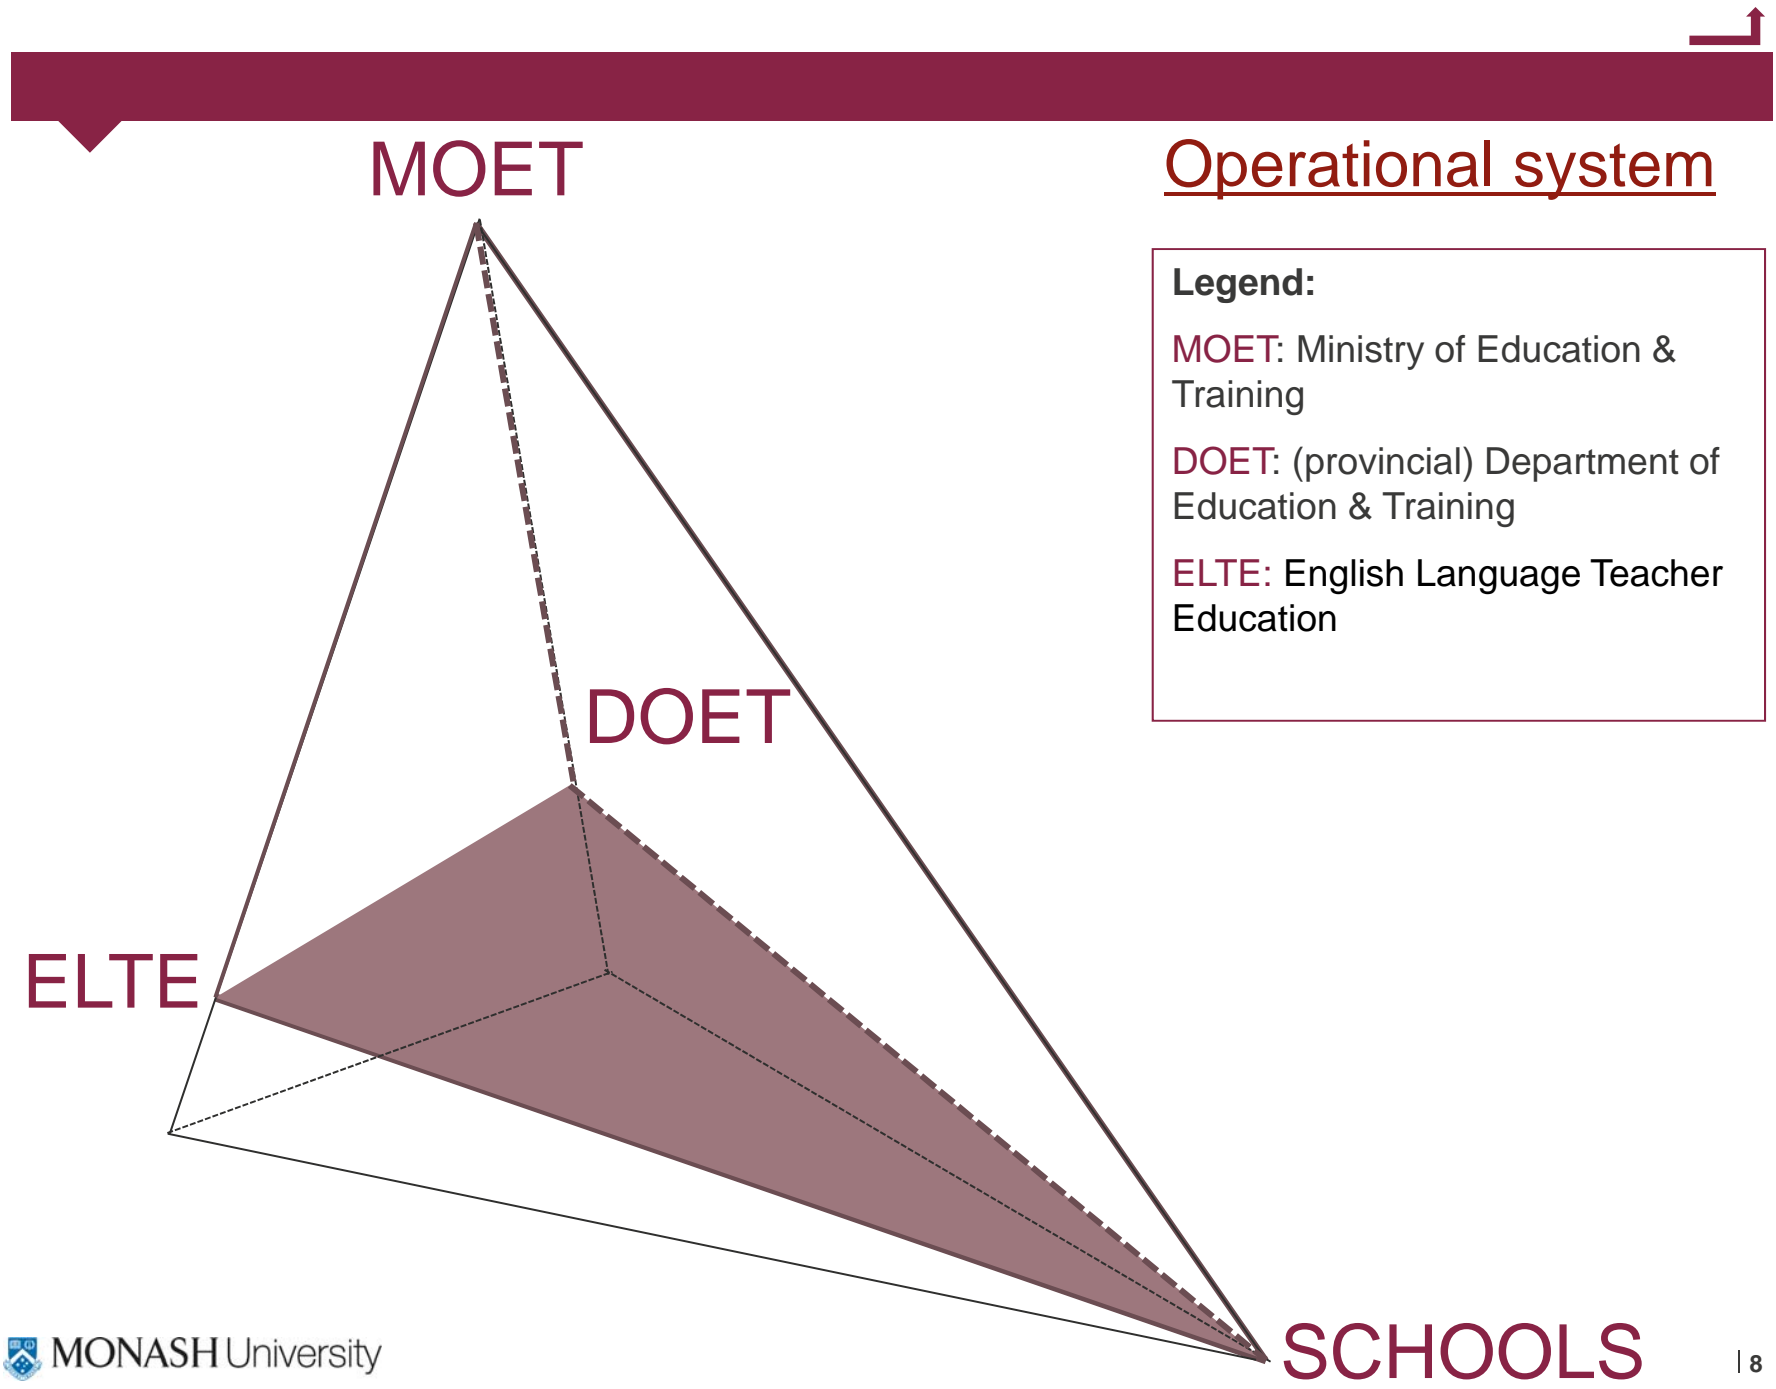 MOET
Operational system
Legend:
MOET: Ministry of Education &
Training
DOET: (provincial) Department of
Education & Training
ELTE: English Language Teacher
Education
DOET
ELTE
SCHOOLS
MONASH University
8